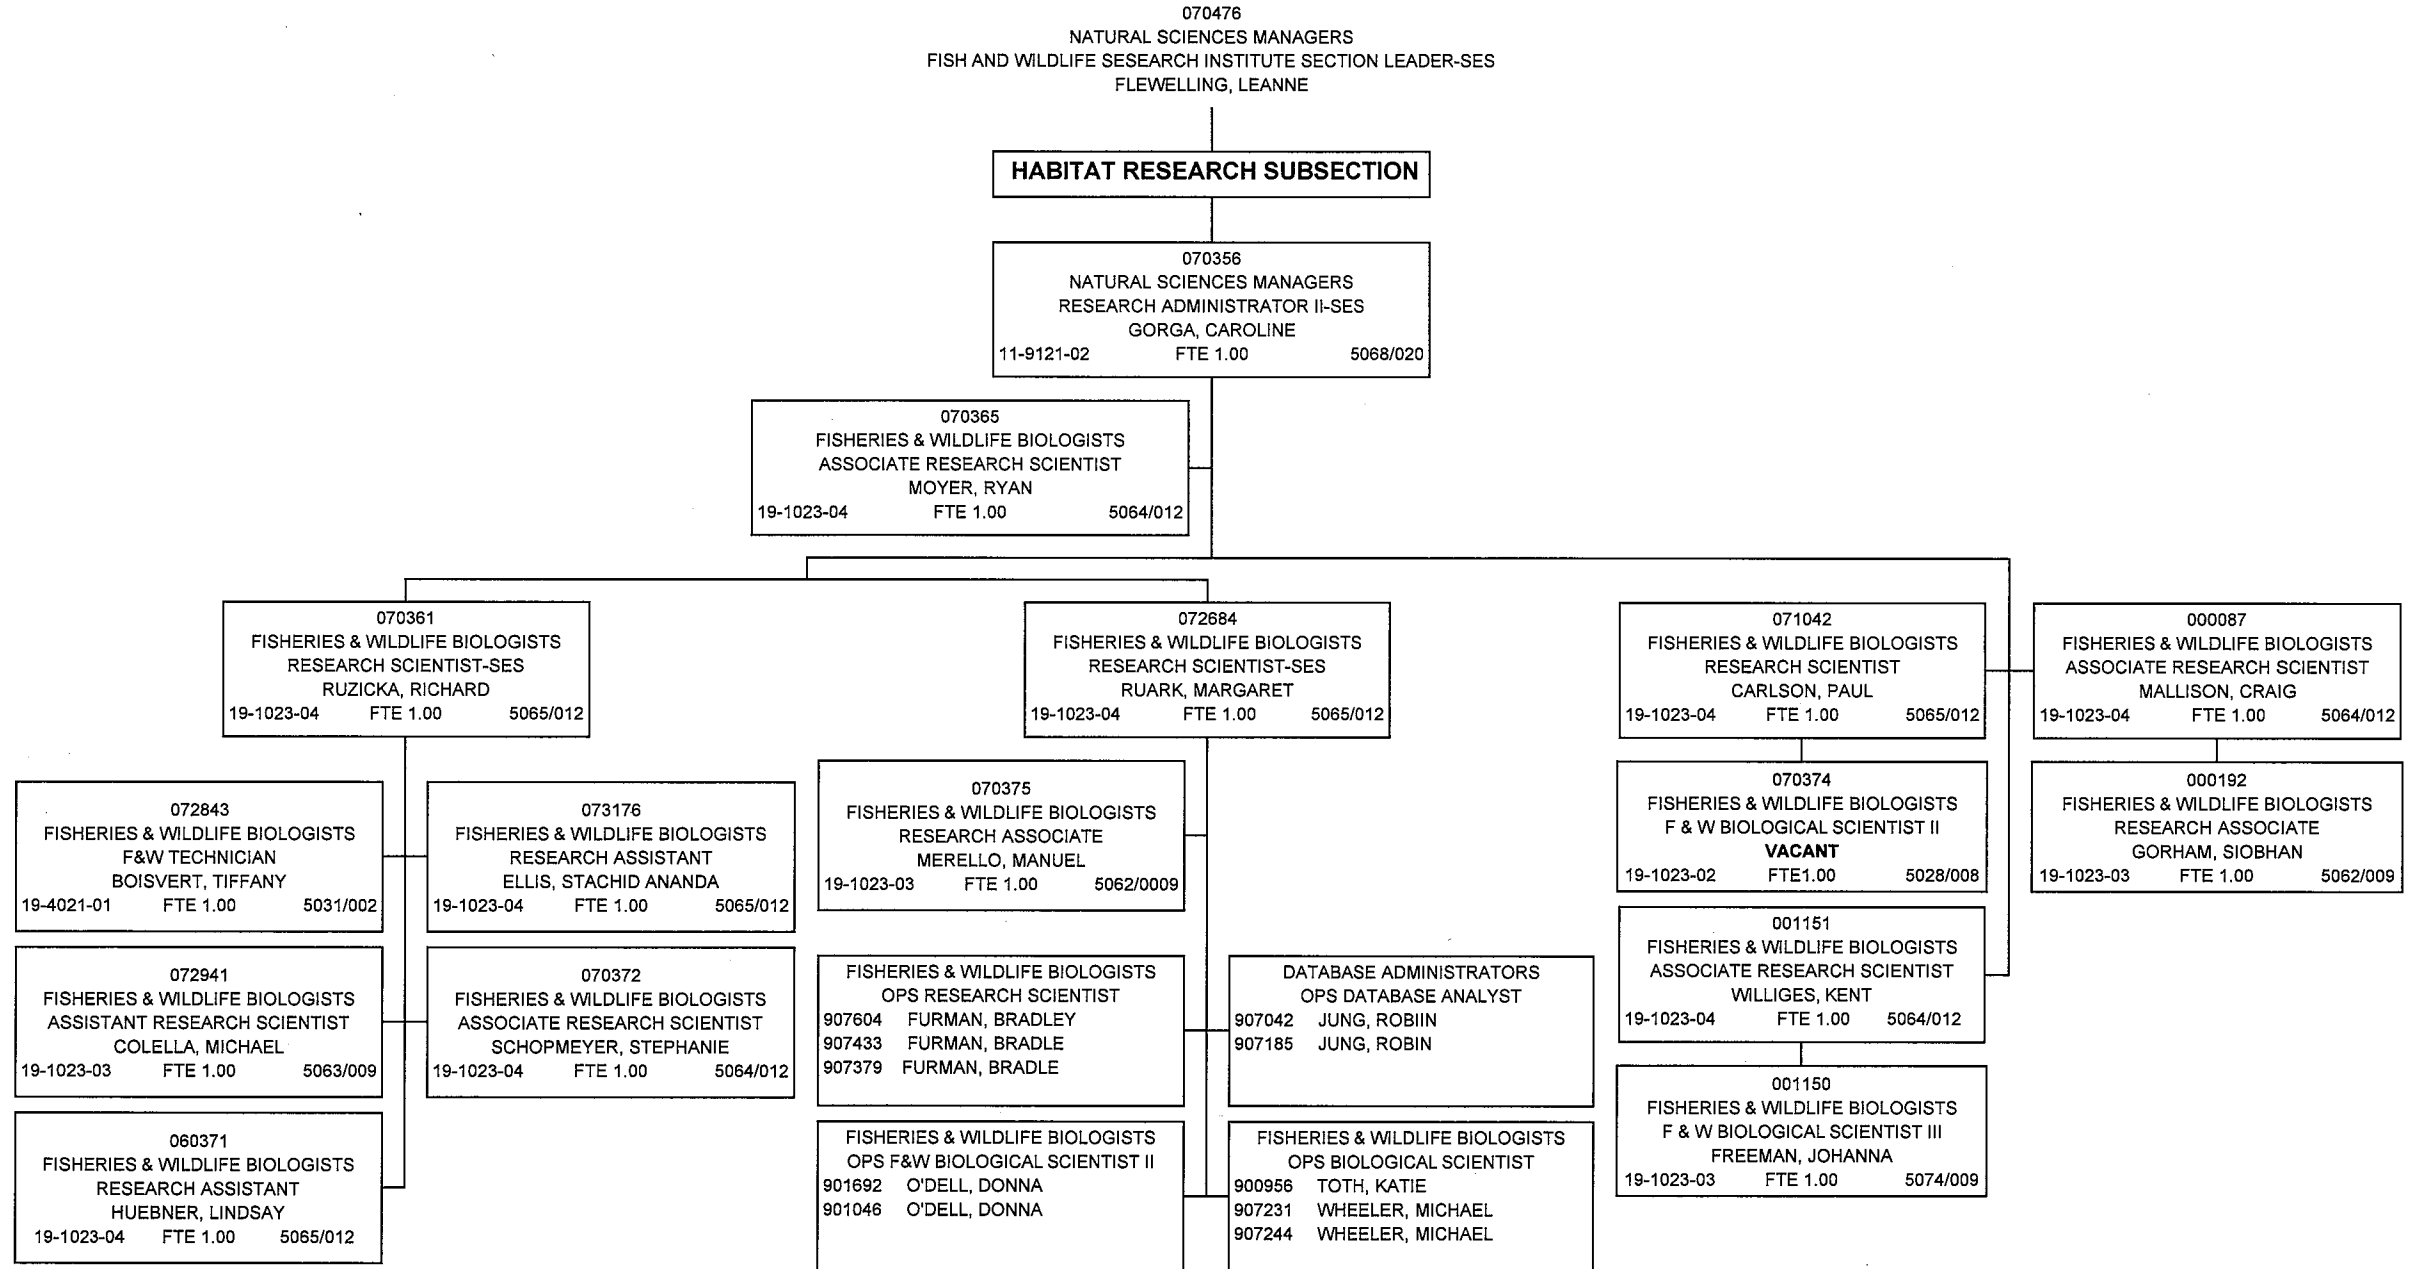 070476
NATURAL SCIENCES MANAGERS
FISH AND WILDLIFE SESEARCH INSTITUTE SECTION LEADER-SES
FLEWELLING, LEANNE
HABITAT RESEARCH SUBSECTION
070356
NATURAL SCIENCES MANAGERS
RESEARCH ADMINISTRATOR II-SES
GORGA, CAROLINE
11-9121-02 FTE 1.00 5068/020
070365
FISHERIES & WILDLIFE BIOLOGISTS
ASSOCIATE RESEARCH SCIENTIST
MOYER, RYAN
19-1023-04 FTE 1.00 5064/012
070361
FISHERIES & WILDLIFE BIOLOGISTS
RESEARCH SCIENTIST-SES
RUZICKA, RICHARD
19-1023-04 FTE 1.00 5065/012
072684
FISHERIES & WILDLIFE BIOLOGISTS
RESEARCH SCIENTIST-SES
RUARK, MARGARET
19-1023-04 FTE 1.00 5065/012
071042
FISHERIES & WILDLIFE BIOLOGISTS
RESEARCH SCIENTIST
CARLSON, PAUL
19-1023-04 FTE 1.00 5065/012
000087
FISHERIES & WILDLIFE BIOLOGISTS
ASSOCIATE RESEARCH SCIENTIST
MALLISON, CRAIG
19-1023-04 FTE 1.00 5064/012
072843
FISHERIES & WILDLIFE BIOLOGISTS
F&W TECHNICIAN
BOISVERT, TIFFANY
19-4021-01 FTE 1.00 5031/002
073176
FISHERIES & WILDLIFE BIOLOGISTS
RESEARCH ASSISTANT
ELLIS, STACHID ANANDA
19-1023-04 FTE 1.00 5065/012
070375
FISHERIES & WILDLIFE BIOLOGISTS
RESEARCH ASSOCIATE
MERELLO, MANUEL
19-1023-03 FTE 1.00 5062/0009
070374
FISHERIES & WILDLIFE BIOLOGISTS
F & W BIOLOGICAL SCIENTIST II
VACANT
19-1023-02 FTE1.00 5028/008
000192
FISHERIES & WILDLIFE BIOLOGISTS
RESEARCH ASSOCIATE
GORHAM, SIOBHAN
19-1023-03 FTE 1.00 5062/009
072941
FISHERIES & WILDLIFE BIOLOGISTS
ASSISTANT RESEARCH SCIENTIST
COLELLA, MICHAEL
19-1023-03 FTE 1.00 5063/009
070372
FISHERIES & WILDLIFE BIOLOGISTS
ASSOCIATE RESEARCH SCIENTIST
SCHOPMEYER, STEPHANIE
19-1023-04 FTE 1.00 5064/012
FISHERIES & WILDLIFE BIOLOGISTS
OPS RESEARCH SCIENTIST
907604 FURMAN, BRADLEY
907433 FURMAN, BRADLE
907379 FURMAN, BRADLE
DATABASE ADMINISTRATORS
OPS DATABASE ANALYST
907042 JUNG, ROBIIN
907185 JUNG, ROBIN
001151
FISHERIES & WILDLIFE BIOLOGISTS
ASSOCIATE RESEARCH SCIENTIST
WILLIGES, KENT
19-1023-04 FTE 1.00 5064/012
060371
FISHERIES & WILDLIFE BIOLOGISTS
RESEARCH ASSISTANT
HUEBNER, LINDSAY
19-1023-04 FTE 1.00 5065/012
FISHERIES & WILDLIFE BIOLOGISTS
OPS F&W BIOLOGICAL SCIENTIST II
901692 O'DELL, DONNA
901046 O'DELL, DONNA
FISHERIES & WILDLIFE BIOLOGISTS
OPS BIOLOGICAL SCIENTIST
900956 TOTH, KATIE
907231 WHEELER, MICHAEL
907244 WHEELER, MICHAEL
001150
FISHERIES & WILDLIFE BIOLOGISTS
F & W BIOLOGICAL SCIENTIST III
FREEMAN, JOHANNA
19-1023-03 FTE 1.00 5074/009